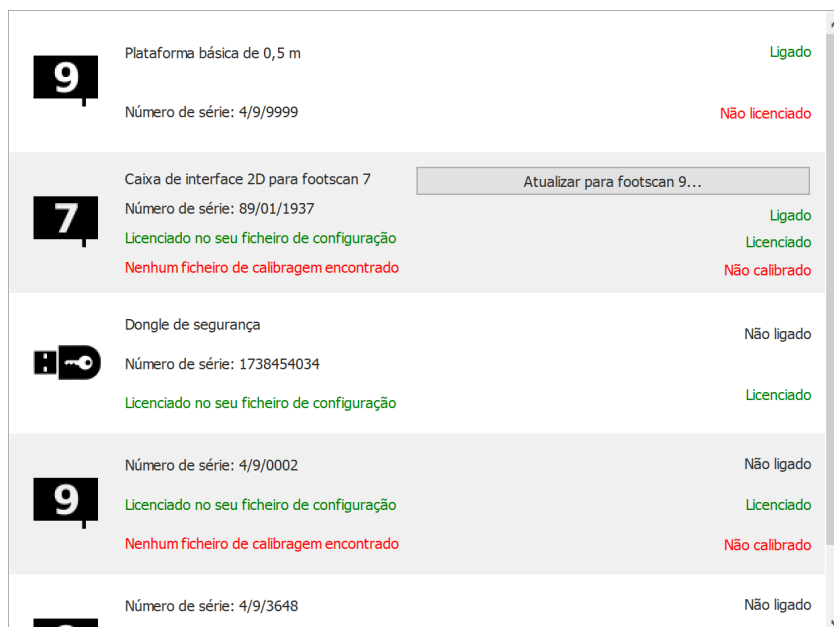 9
Plataforma básica de 0,5 m
Ligado
Número de série: 4/9/9999
Não licenciado
7
Caixa de interface 2D para footscan 7
Atualizar para footscan 9...
Número de série: 89/01/1937
Ligado
Licenciado no seu ficheiro de configuração
Licenciado
Nenhum ficheiro de calibragem encontrado
Não calibrado
Dongle de segurança
Não ligado
Número de série: 1738454034
Licenciado no seu ficheiro de configuração
Licenciado
9
Número de série: 4/9/0002
Não ligado
Licenciado no seu ficheiro de configuração
Licenciado
Nenhum ficheiro de calibragem encontrado
Não calibrado
Número de série: 4/9/3648
Não ligado